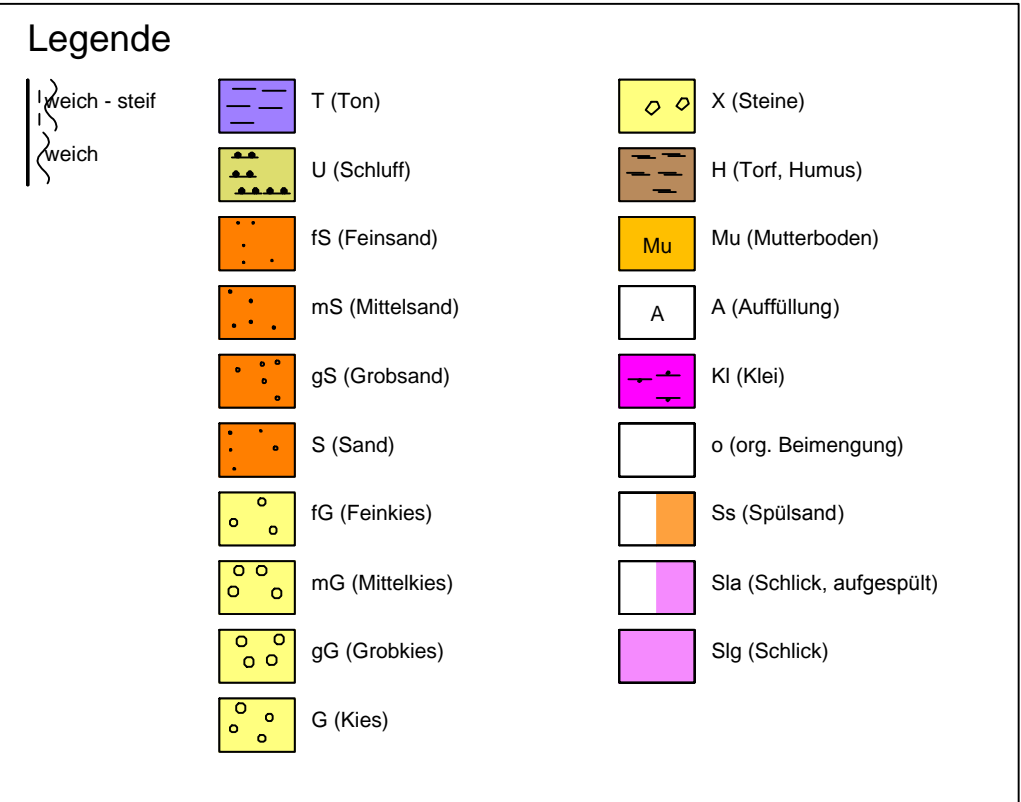 Legende
weich - steif
weich
T (Ton)
U (Schluff)
fS (Feinsand)
mS (Mittelsand)
gS (Grobsand)
S (Sand)
fG (Feinkies)
mG (Mittelkies)
gG (Grobkies)
G (Kies)
X (Steine)
H (Torf, Humus)
Mu Mu (Mutterboden)
A A (Auffüllung)
Kl (Klei)
o (org. Beimengung)
Ss (Spülsand)
Sla (Schlick, aufgespült)
Slg (Schlick)